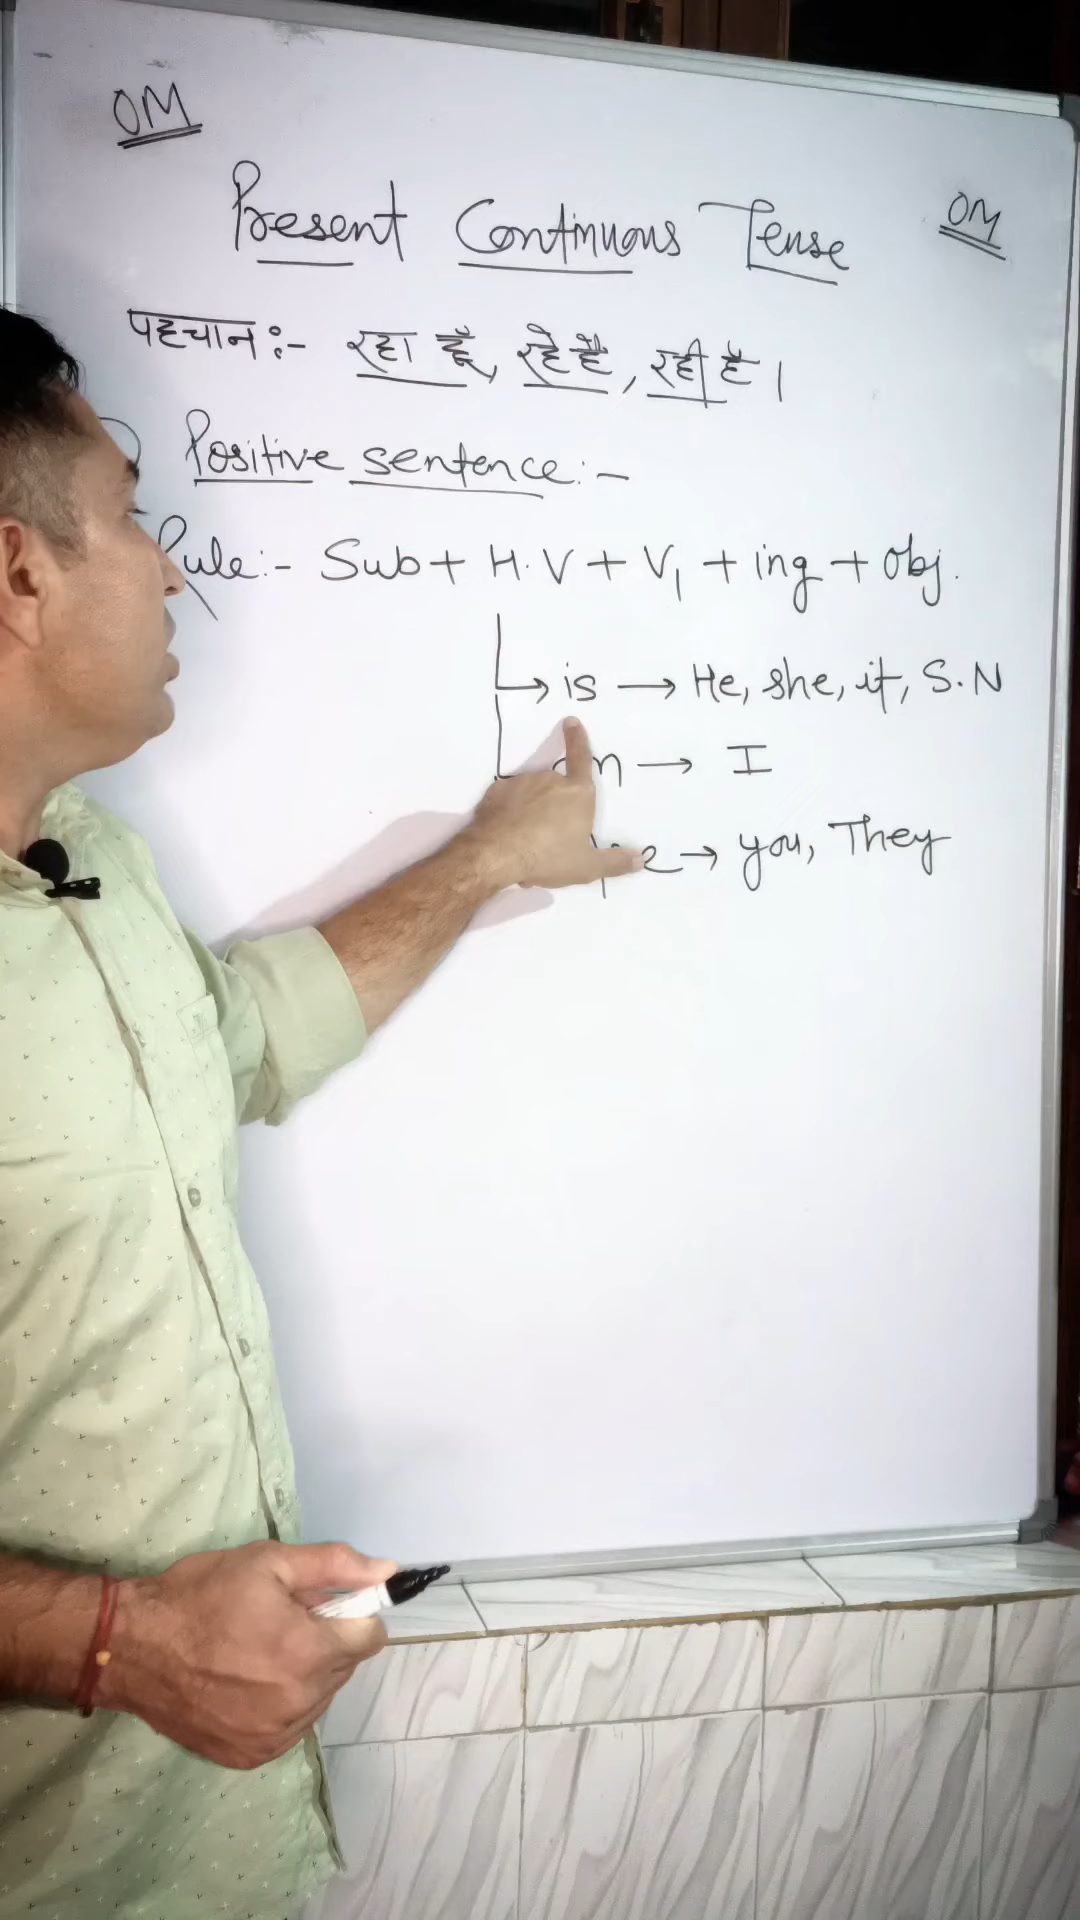 OM
Present Continuous Tense OM
पहचान :- रहा हूँ, रहे हैं, रही है ।
Positive sentence :-
Rule :- Sub + H.V + V1 + ing + obj.
→ is → He, she, it, S.N
→ I
→ you, They